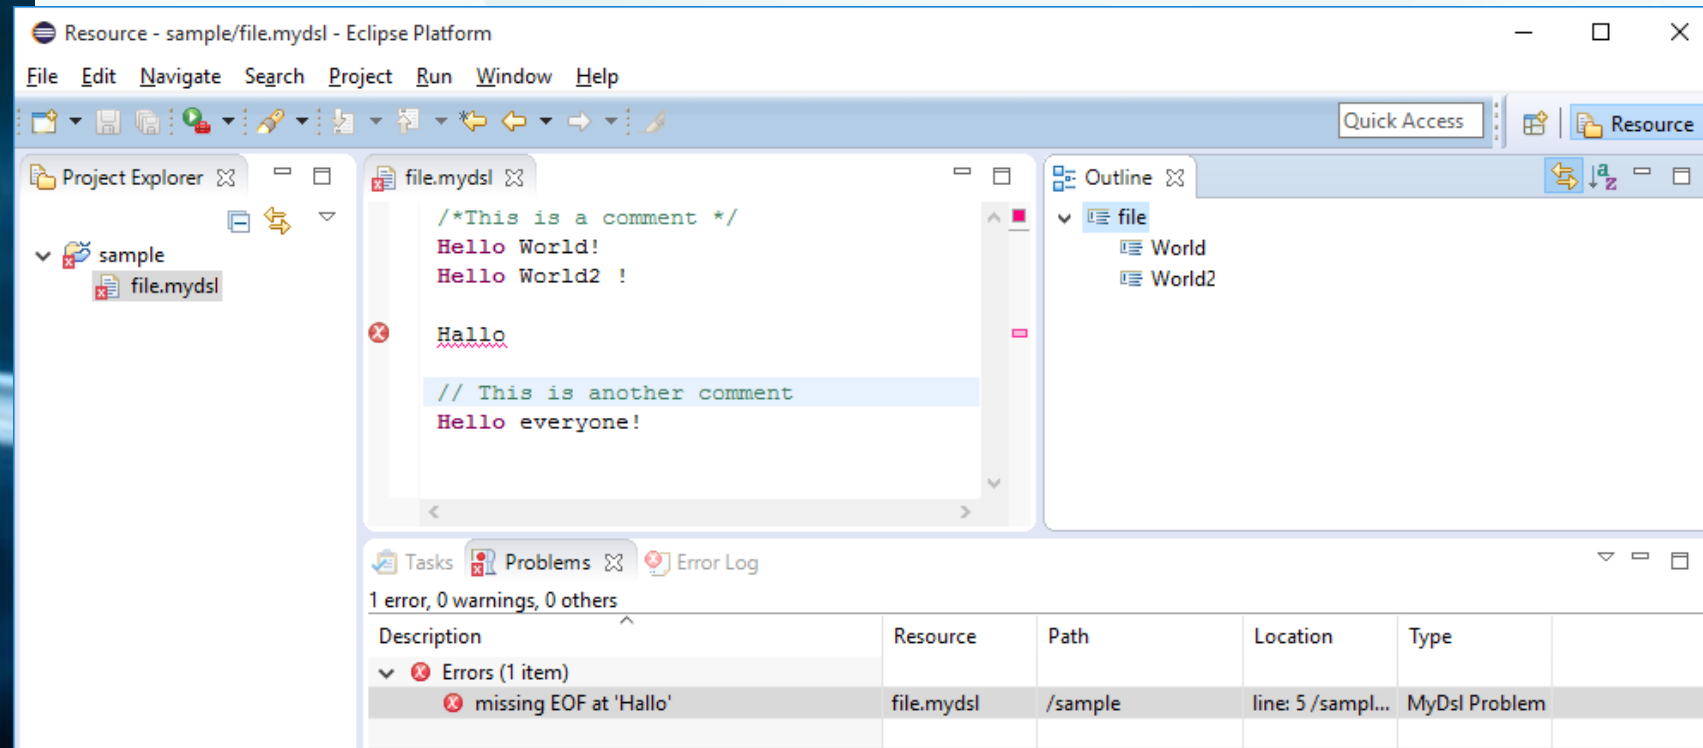 Resource - sample/file.mydsl - Eclipse Platform
File Edit Navigate Search Project Run Window Help
Quick Access
Resource
Project Explorer
sample
file.mydsl
file.mydsl
/*This is a comment */
Hello World!
Hello World2 !
Hallo
// This is another comment
Hello everyone!
Outline
file
World
World2
Tasks Problems Error Log
1 error, 0 warnings, 0 others
Description Resource Path Location Type
Errors (1 item)
missing EOF at 'Hallo' file.mydsl /sample line: 5 /sampl... MyDsl Problem